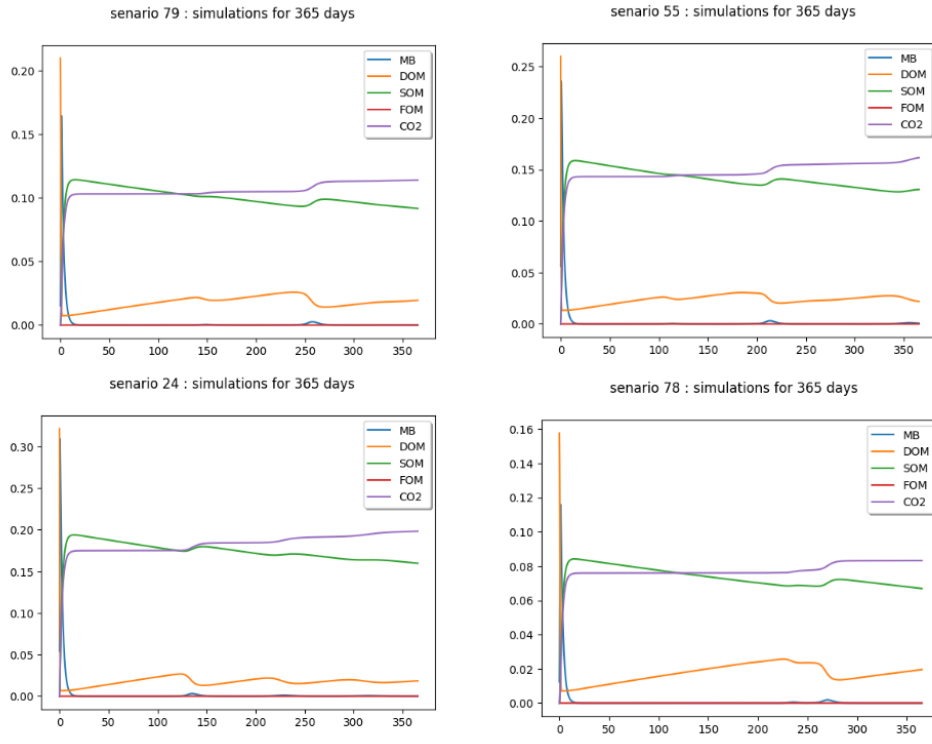 senario 79 : simulations for 365 days
0.20
0.15
0.10
0.05
0.00
0
50
100
150
200
250
300
350
MB
DOM
SOM
FOM
CO2
senario 55 : simulations for 365 days
0.25
0.20
0.15
0.10
0.05
0.00
0
50
100
150
200
250
300
350
MB
DOM
SOM
FOM
CO2
senario 24 : simulations for 365 days
0.30
0.25
0.20
0.15
0.10
0.05
0.00
0
50
100
150
200
250
300
350
MB
DOM
SOM
FOM
CO2
senario 78 : simulations for 365 days
0.16
0.14
0.12
0.10
0.08
0.06
0.04
0.02
0.00
0
50
100
150
200
250
300
350
MB
DOM
SOM
FOM
CO2